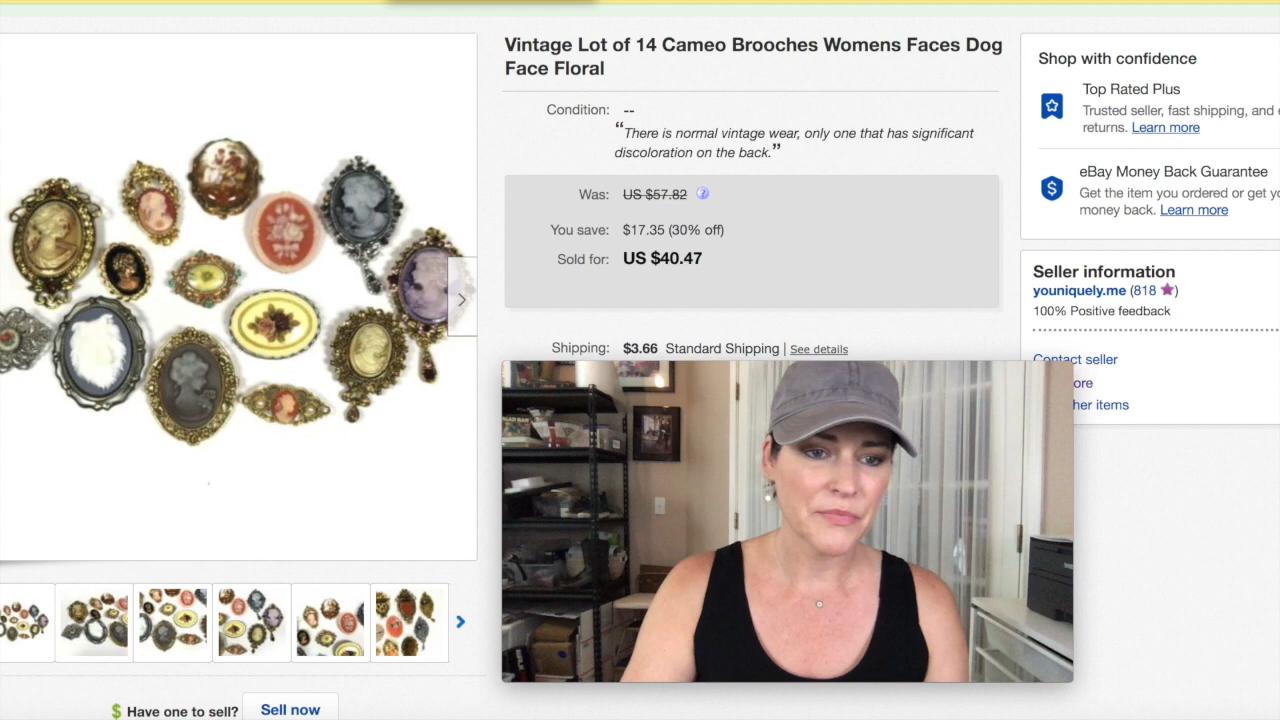 Vintage Lot of 14 Cameo Brooches Womens Faces Dog
Face Floral
Condition: --
“There is normal vintage wear, only one that has significant
discoloration on the back.”
Was: US $57.82
You save: $17.35 (30% off)
Sold for: US $40.47
Shipping: $3.66 Standard Shipping | See details
Shop with confidence
Top Rated Plus
Trusted seller, fast shipping, and
returns. Learn more
eBay Money Back Guarantee
Get the item you ordered or get
money back. Learn more
Seller information
youniquely.me (818)
100% Positive feedback
Contact seller
ore
her items
Have one to sell? Sell now